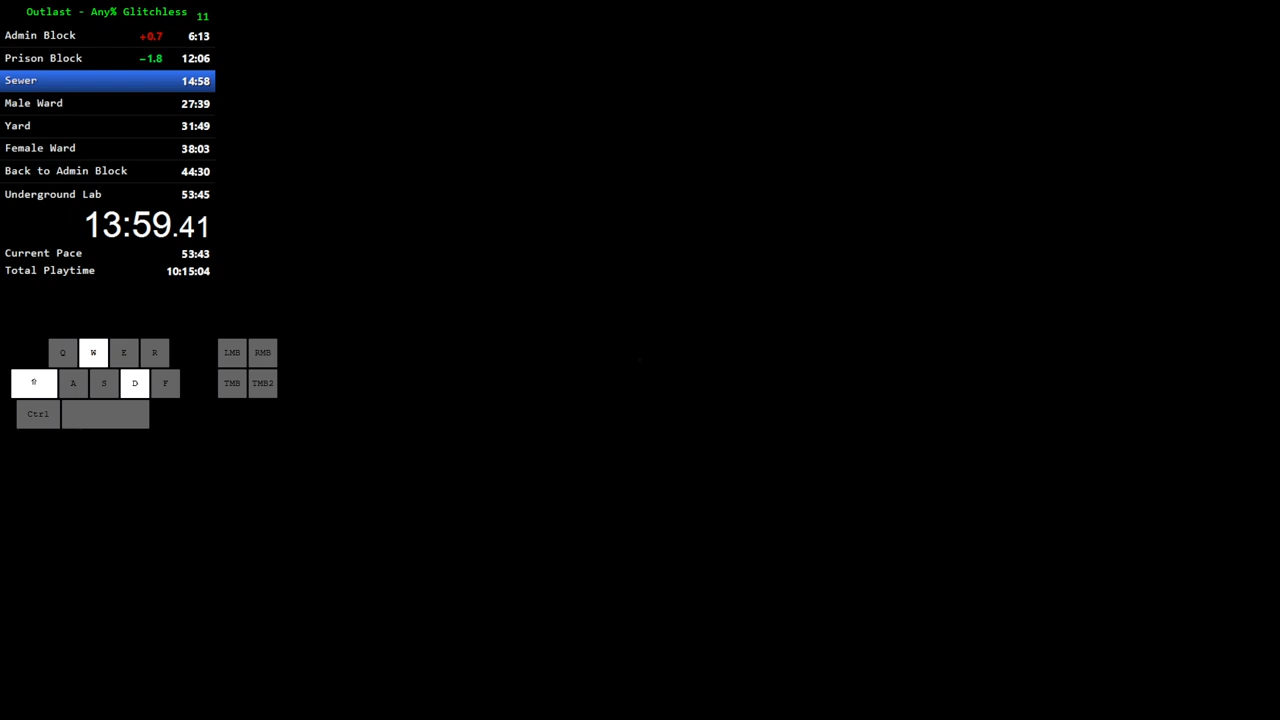 Outlast - Any% Glitchless 11
Admin Block +0.7 6:13
Prison Block −1.8 12:06
Sewer 14:58
Male Ward 27:39
Yard 31:49
Female Ward 38:03
Back to Admin Block 44:30
Underground Lab 53:45
13:59.41
Current Pace 53:43
Total Playtime 10:15:04
Q W E R LMB RMB
⇧ A S D F TMB TMB2
Ctrl